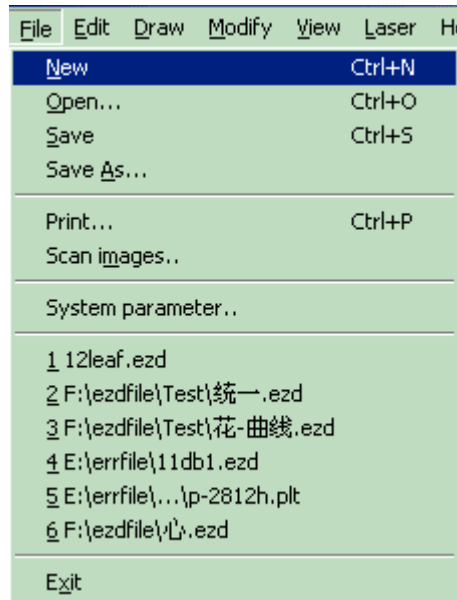 File Edit Draw Modify View Laser
New Ctrl+N
Open... Ctrl+O
Save Ctrl+S
Save As...
Print... Ctrl+P
Scan images..
System parameter..
1 12leaf.ezd
2 F:\ezdfile\Test\统一.ezd
3 F:\ezdfile\Test\花-曲线.ezd
4 E:\errfile\11db1.ezd
5 E:\errfile\...\p-2812h.plt
6 F:\ezdfile\心.ezd
Exit